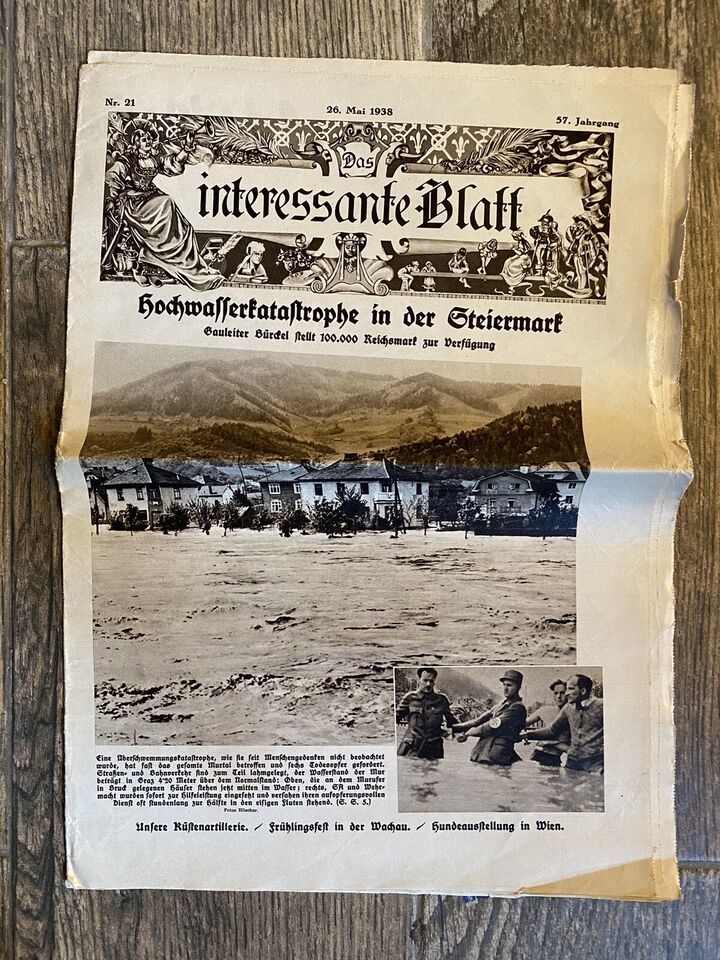 Nr. 21
26. Mai 1938
57. Jahrgang
Das
interessante Blatt
Hochwasserkatastrophe in der Steiermark
Gauleiter Bürckel stellt 100.000 Reichsmark zur Verfügung
Eine Überschwemmungskatastrophe, wie sie seit Menschengedenken nicht beobachtet
wurde, hat fast das gesamte Murtal betroffen und sechs Todesopfer gefordert.
Straßen- und Bahnverkehr sind zum Teil lahmgelegt, der Wasserstand der Mur
beträgt in Graz 4'20 Meter über dem Normalstand: Oben, die an dem Murufer
in Bruck gelegenen Häuser stehen jetzt mitten im Wasser; rechts, SA und Wehr-
macht wurden sofort zur Hilfeleistung eingesetzt und versahen ihren aufopferungsvollen
Dienst oft stundenlang zur Hälfte in den eisigen Fluten stehend. (S. S. 5.)
Fotos Hilscher.
Unsere Küstenartillerie. / Frühlingsfest in der Wachau. / Hundeausstellung in Wien.